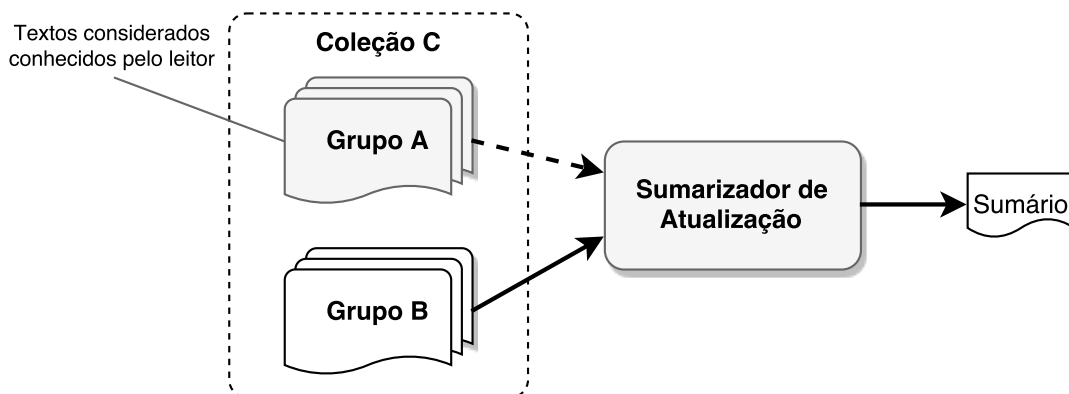 Textos considerados
conhecidos pelo leitor
Coleção C
Grupo A
Grupo B
Sumarizador de
Atualização
Sumário